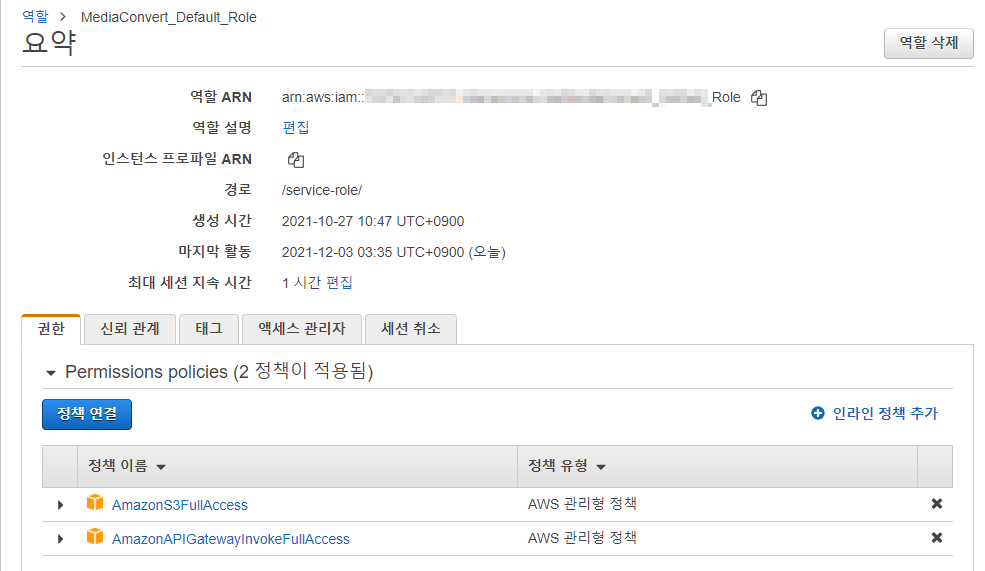 역할 > MediaConvert_Default_Role
요약
역할 삭제
역할 ARN arn:aws:iam:: _Role
역할 설명 편집
인스턴스 프로파일 ARN
경로 /service-role/
생성 시간 2021-10-27 10:47 UTC+0900
마지막 활동 2021-12-03 03:35 UTC+0900 (오늘)
최대 세션 지속 시간 1 시간 편집
권한 신뢰 관계 태그 액세스 관리자 세션 취소
Permissions policies (2 정책이 적용됨)
정책 연결 인라인 정책 추가
정책 이름 정책 유형
AmazonS3FullAccess AWS 관리형 정책
AmazonAPIGatewayInvokeFullAccess AWS 관리형 정책